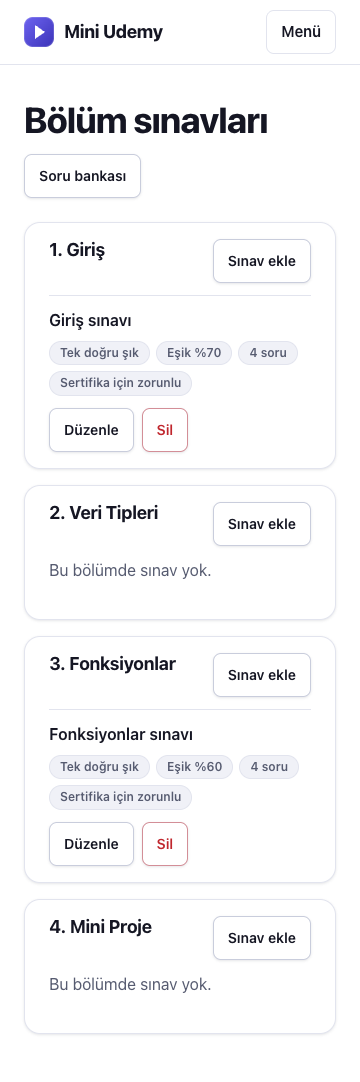 Mini Udemy
Menü
Bölüm sınavları
Soru bankası
1. Giriş
Sınav ekle
Giriş sınavı
Tek doğru şık
Eşik %70
4 soru
Sertifika için zorunlu
Düzenle
Sil
2. Veri Tipleri
Sınav ekle
Bu bölümde sınav yok.
3. Fonksiyonlar
Sınav ekle
Fonksiyonlar sınavı
Tek doğru şık
Eşik %60
4 soru
Sertifika için zorunlu
Düzenle
Sil
4. Mini Proje
Sınav ekle
Bu bölümde sınav yok.